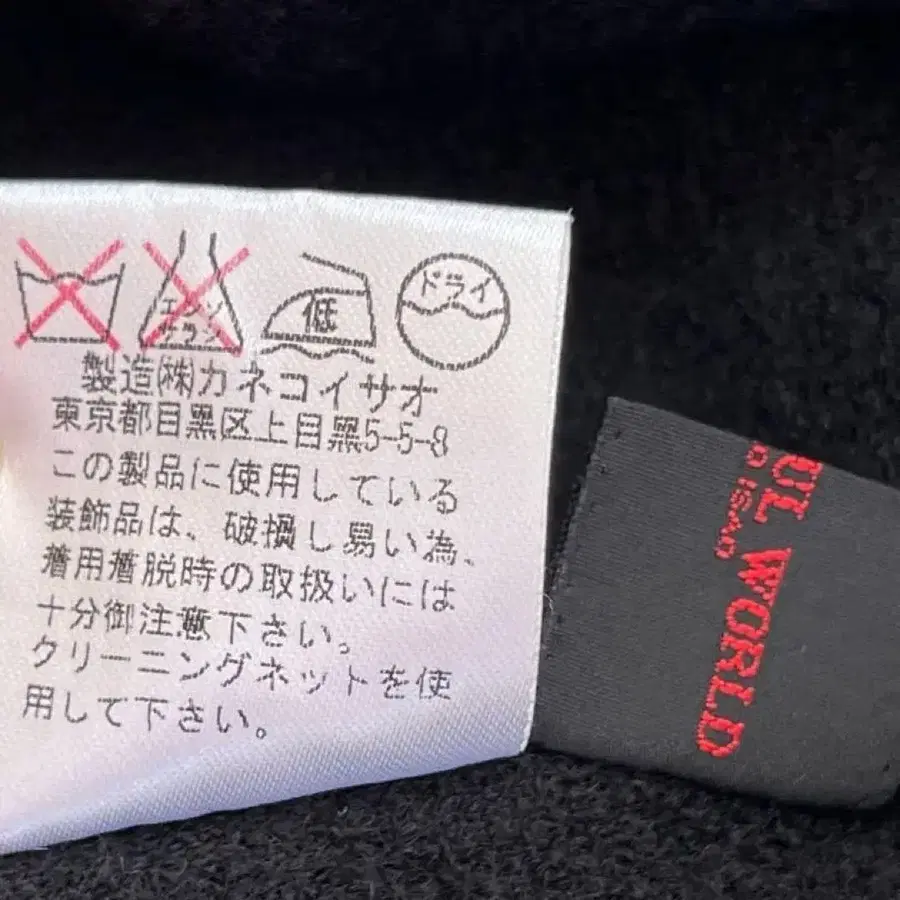 エンソ
サラシ
低
ドライ
製造㈱カネコイサオ
東京都目黒区上目黒5-5-8
この製品に使用している
装飾品は、破損し易い為、
着用着脱時の取扱いには
十分御注意下さい。
クリーニングネットを使
用して下さい。
UL WORLD
O ISAO